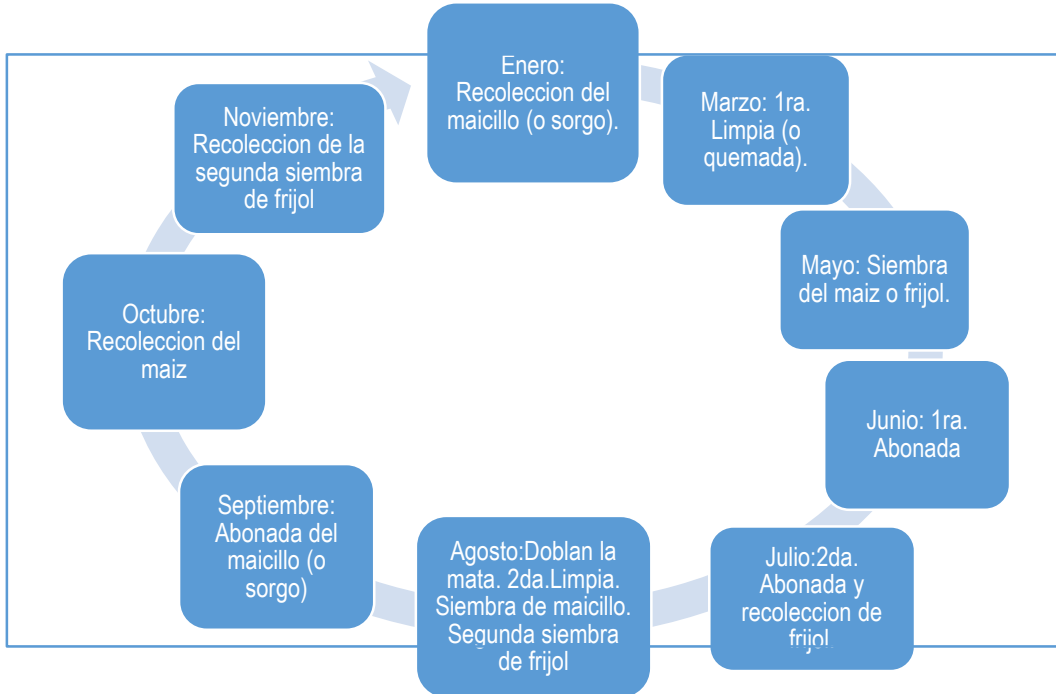 Enero:
Recoleccion del
maicillo (o sorgo).
Marzo: 1ra.
Limpia (o
quemada).
Mayo: Siembra
del maiz o frijol.
Junio: 1ra.
Abonada
Julio:2da.
Abonada y
recoleccion de
frijol.
Agosto:Doblan la
mata. 2da.Limpia.
Siembra de maicillo.
Segunda siembra
de frijol
Septiembre:
Abonada del
maicillo (o
sorgo)
Octubre:
Recoleccion del
maiz
Noviembre:
Recoleccion de la
segunda siembra
de frijol